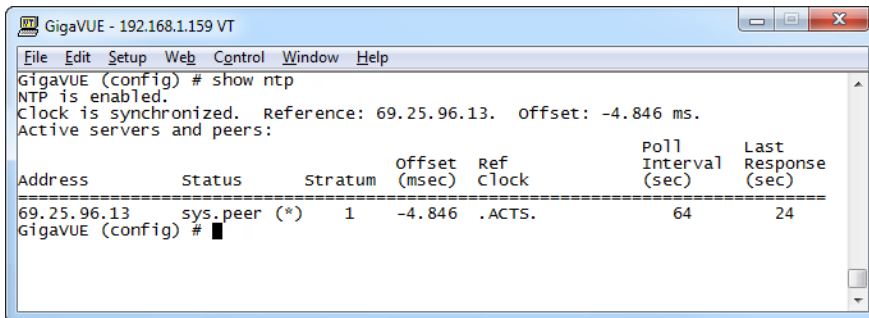 GigaVUE - 192.168.1.159 VT
File Edit Setup Web Control Window Help
GigaVUE (config) # show ntp
NTP is enabled.
Clock is synchronized. Reference: 69.25.96.13. Offset: -4.846 ms.
Active servers and peers:
Poll Last
Offset Ref Interval Response
Address Status Stratum (msec) Clock (sec) (sec)
==============================================================================
69.25.96.13 sys.peer (*) 1 -4.846 .ACTS. 64 24
GigaVUE (config) #